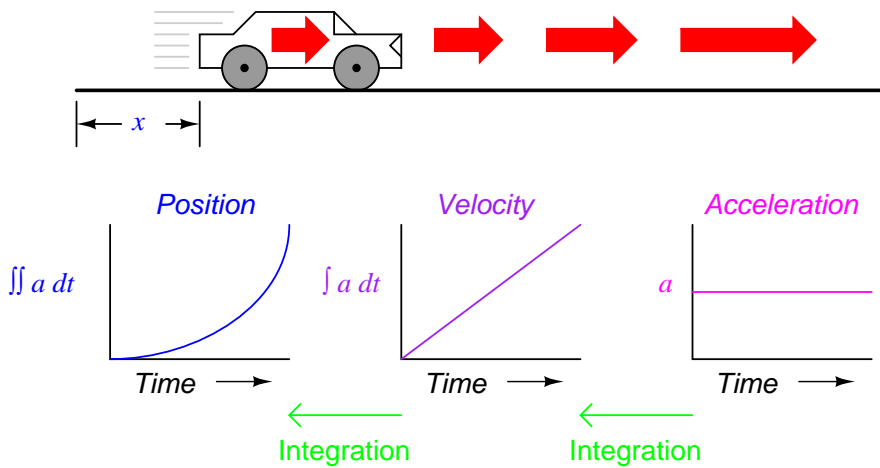 x
Position
Velocity
Acceleration
∬ a dt
∫ a dt
a
Time
Time
Time
Integration
Integration